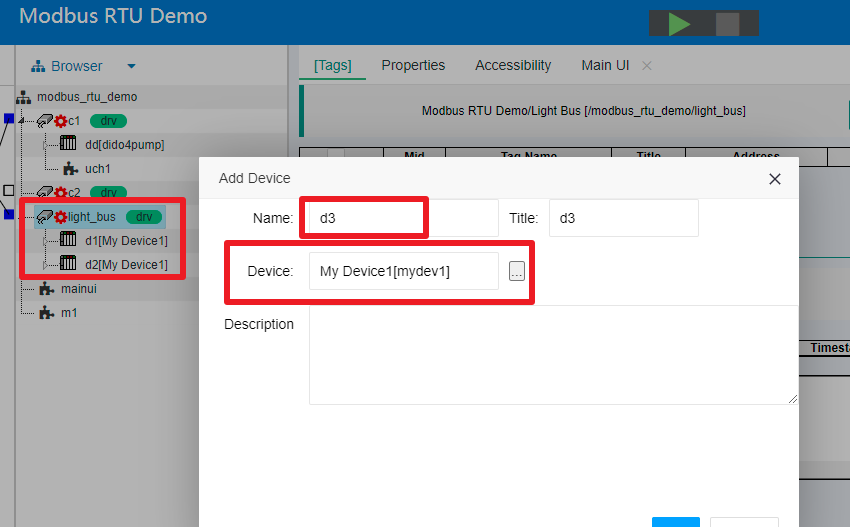 Modbus RTU Demo
Browser
[Tags] Properties Accessibility Main UI
modbus_rtu_demo
Modbus RTU Demo/Light Bus [/modbus_rtu_demo/light_bus]
c1 drv
dd[dido4pump]
Mid Tag Name Title Address
uch1
Add Device
c2 drv
light_bus drv
Name: d3 Title: d3
d1[My Device1]
d2[My Device1]
Device: My Device1[mydev1] ...
mainui
m1
Description
Timesta